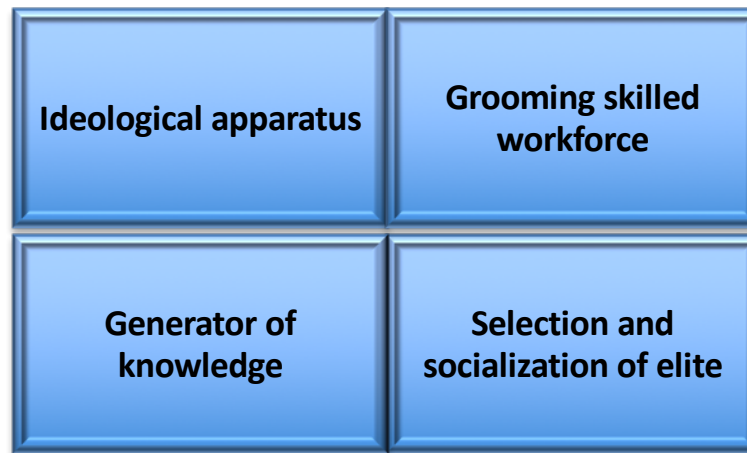 Ideological apparatus
Grooming skilled
workforce
Generator of
knowledge
Selection and
socialization of elite